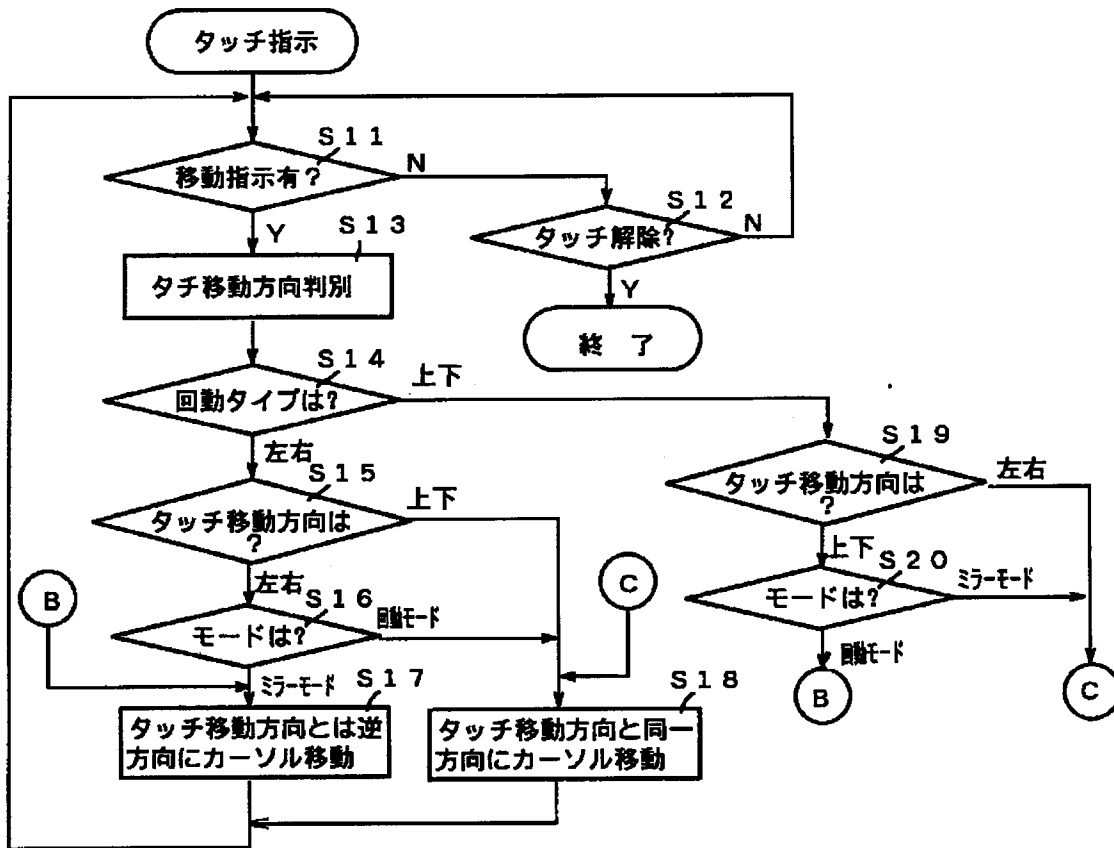 タッチ指示
S11
移動指示有?
N
Y
S12
タッチ解除?
N
Y
終 了
S13
タチ移動方向判別
S14
回動タイプは?
上下
左右
S15
タッチ移動方向は
?
上下
左右
S16
モードは?
回動モード
ミラーモード
B
C
S17
タッチ移動方向とは逆
方向にカーソル移動
S18
タッチ移動方向と同一
方向にカーソル移動
S19
タッチ移動方向は
?
左右
上下
S20
モードは?
ミラーモード
回動モード
B
C